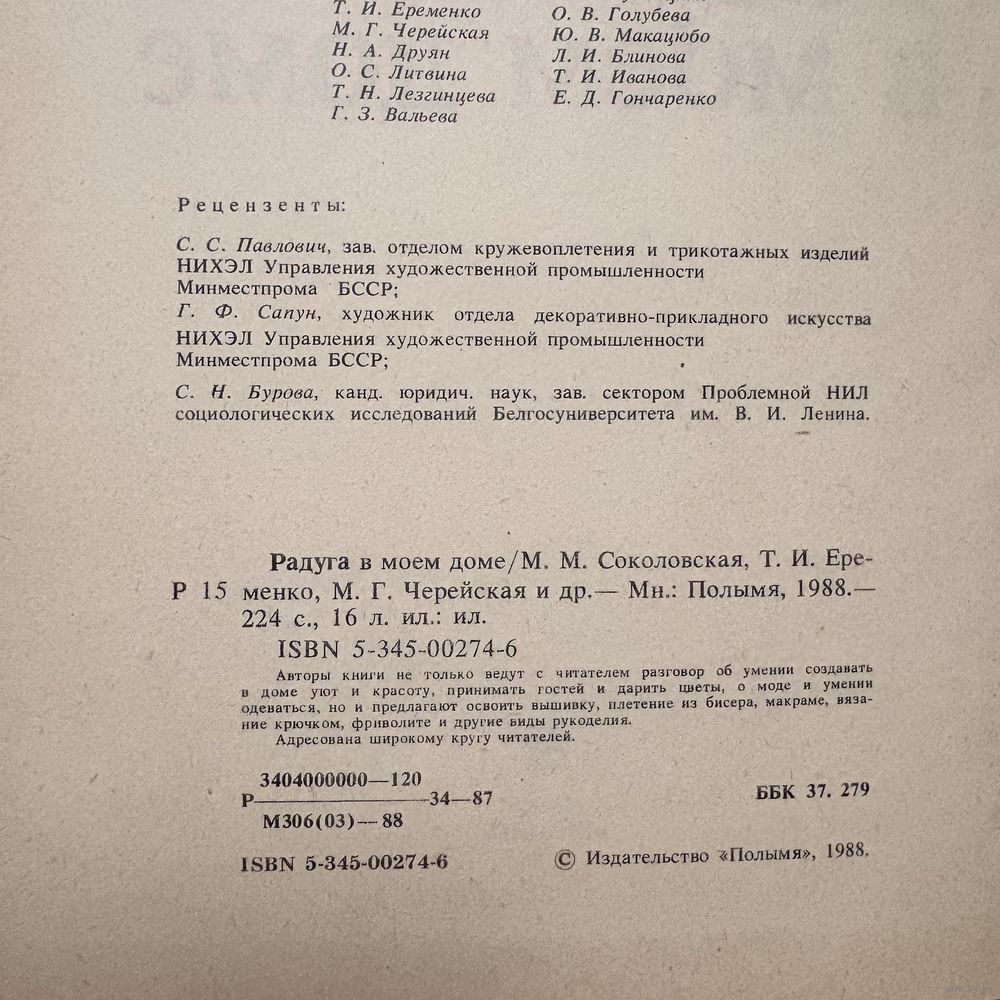 Т. И. Еременко
М. Г. Черейская
Н. А. Друян
О. С. Литвина
Т. Н. Лезгинцева
Г. З. Вальева
О. В. Голубева
Ю. В. Макацюбо
Л. И. Блинова
Т. И. Иванова
Е. Д. Гончаренко
Рецензенты:
С. С. Павлович, зав. отделом кружевоплетения и трикотажных изделий
НИХЭЛ Управления художественной промышленности
Минместпрома БССР;
Г. Ф. Сапун, художник отдела декоративно-прикладного искусства
НИХЭЛ Управления художественной промышленности
Минместпрома БССР;
С. Н. Бурова, канд. юридич. наук, зав. сектором Проблемной НИЛ
социологических исследований Белгосуниверситета им. В. И. Ленина.
Радуга в моем доме/М. М. Соколовская, Т. И. Ере-
Р 15 менко, М. Г. Черейская и др.— Мн.: Полымя, 1988.—
224 с., 16 л. ил.: ил.
ISBN 5-345-00274-6
Авторы книги не только ведут с читателем разговор об умении создавать
в доме уют и красоту, принимать гостей и дарить цветы, о моде и умении
одеваться, но и предлагают освоить вышивку, плетение из бисера, макраме, вяза-
ние крючком, фриволите и другие виды рукоделия.
Адресована широкому кругу читателей.
3404000000—120
Р———34—87
М306(03)—88
ББК 37. 279
ISBN 5-345-00274-6
© Издательство «Полымя», 1988.